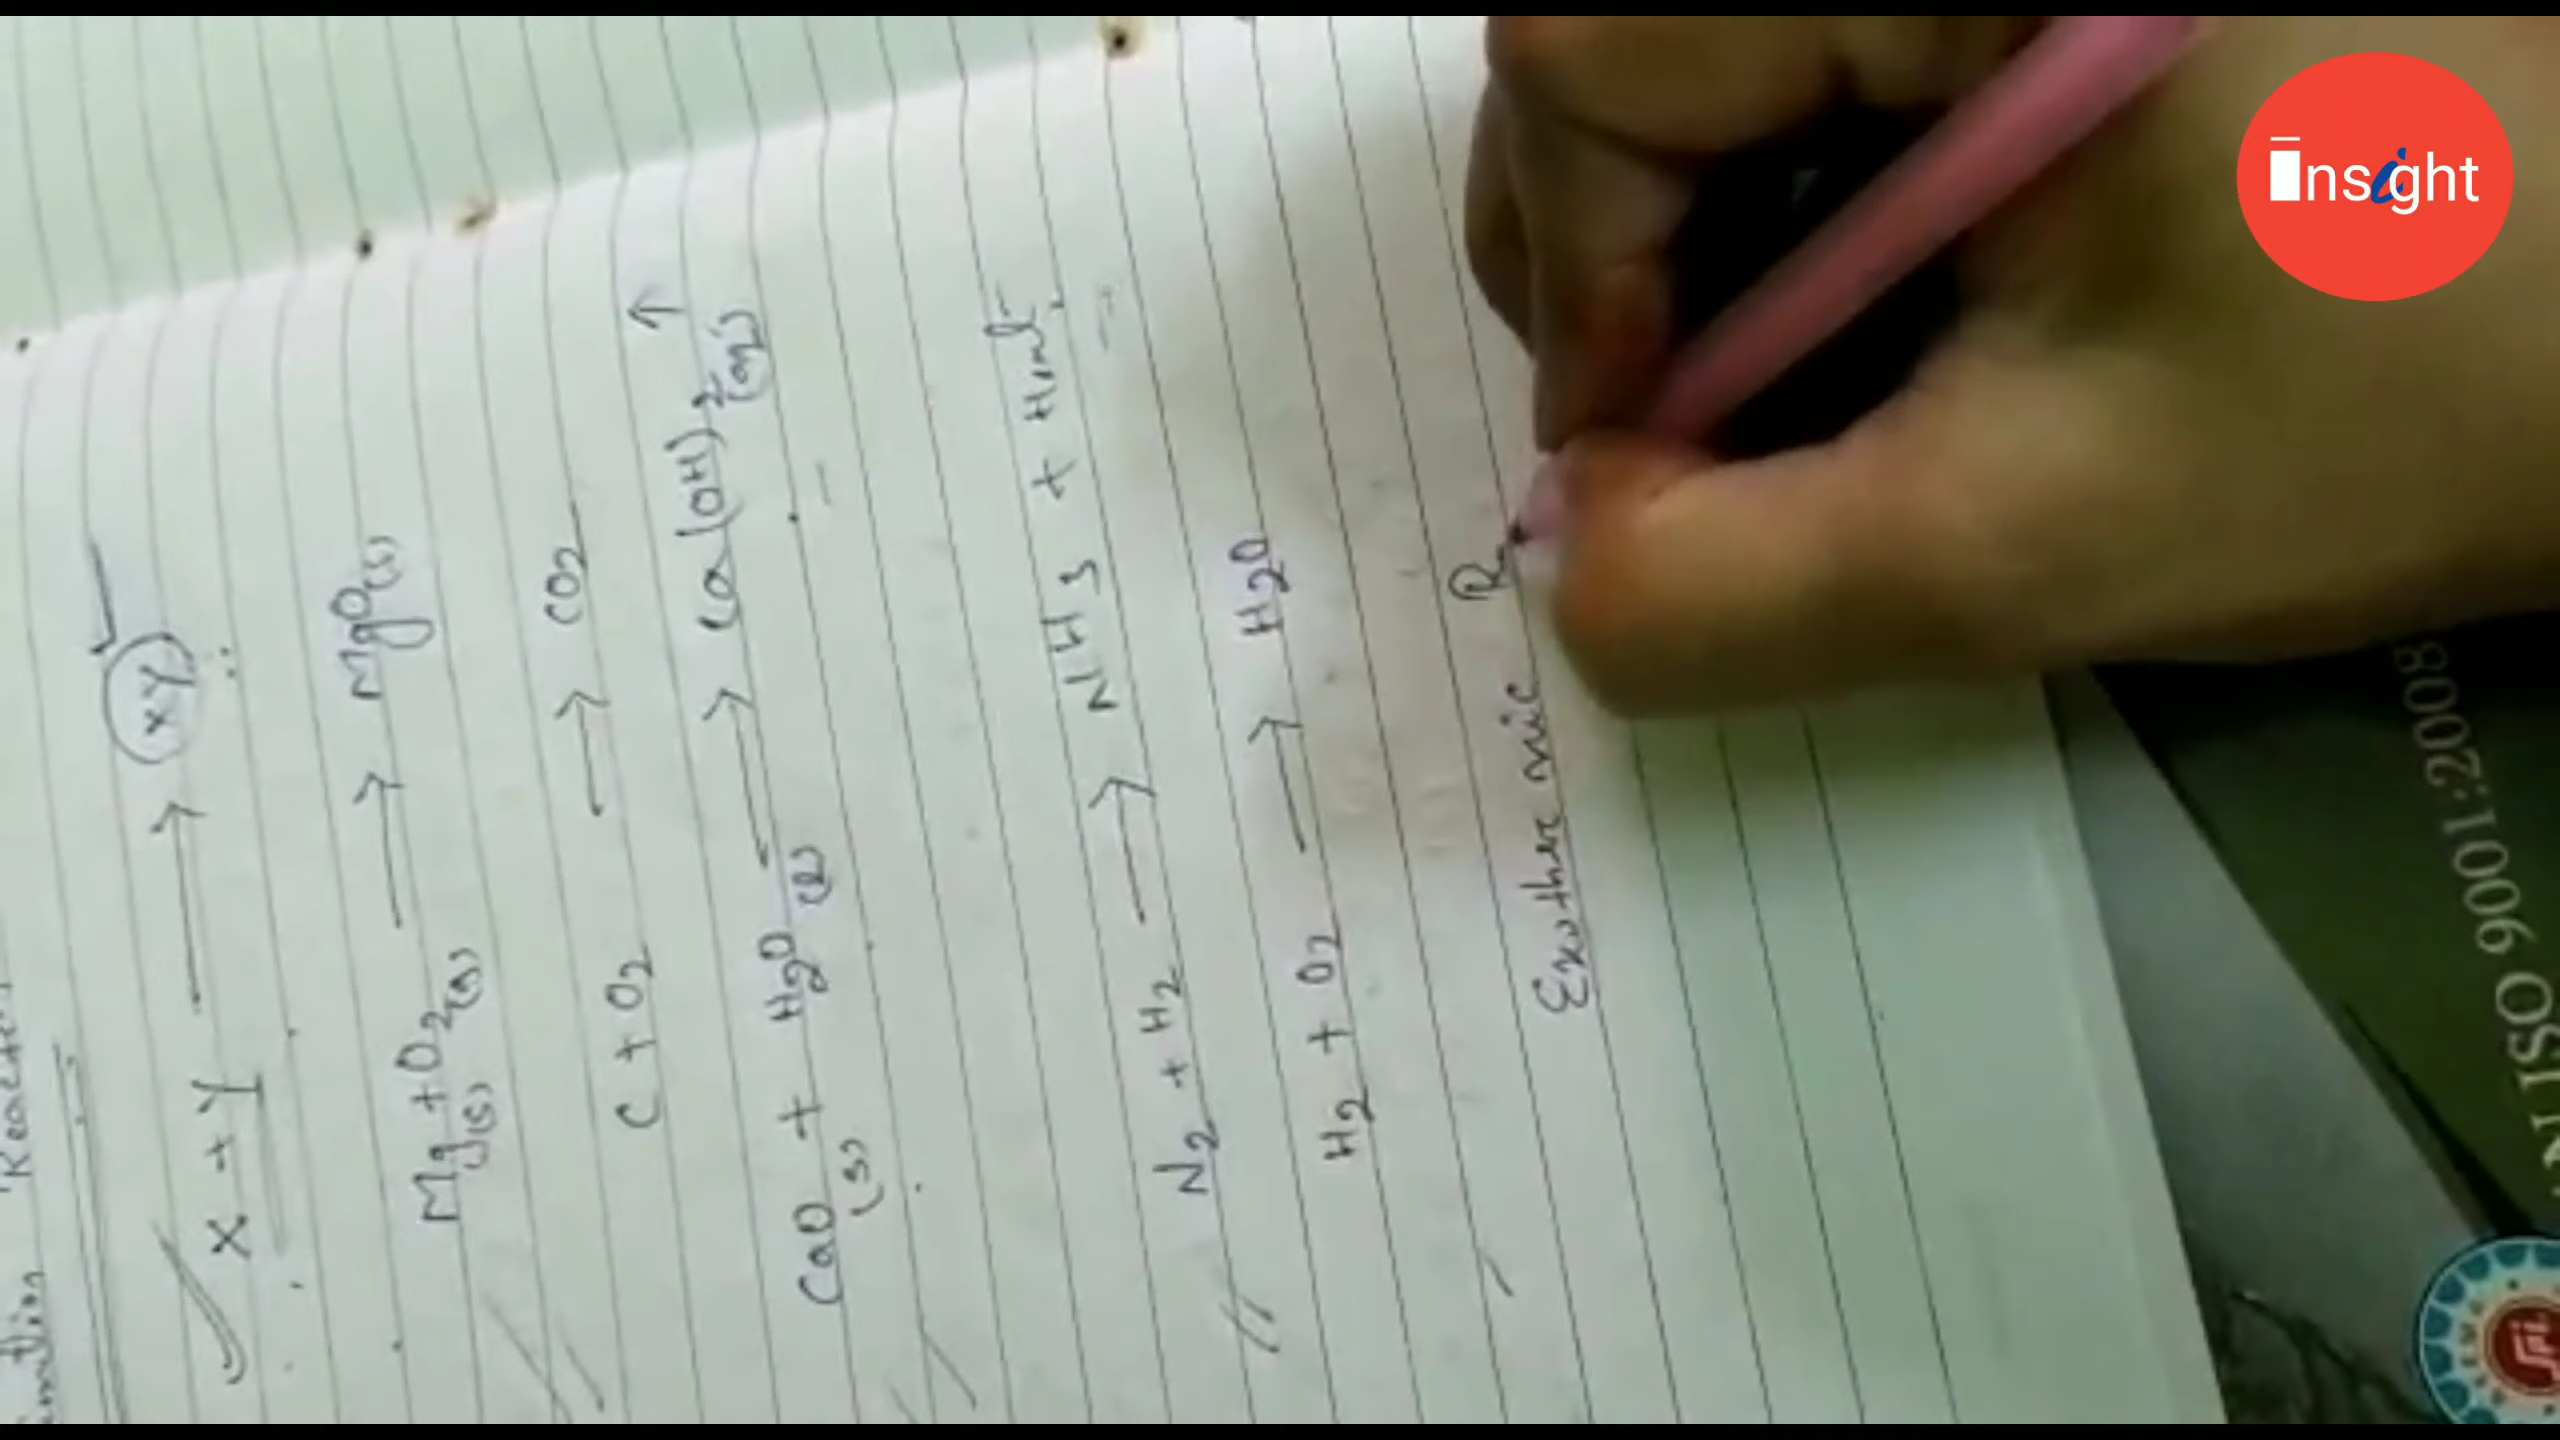 Reaction
X + Y → XY
Mg(s) + O2(g) → MgO(s)
C + O2 → CO2
CaO(s) + H2O(l) → Ca(OH)2(aq) ↑
N2 + H2 → NH3 + Heat
H2 + O2 → H2O
Exothermic
Insight
N ISO 9001:2008